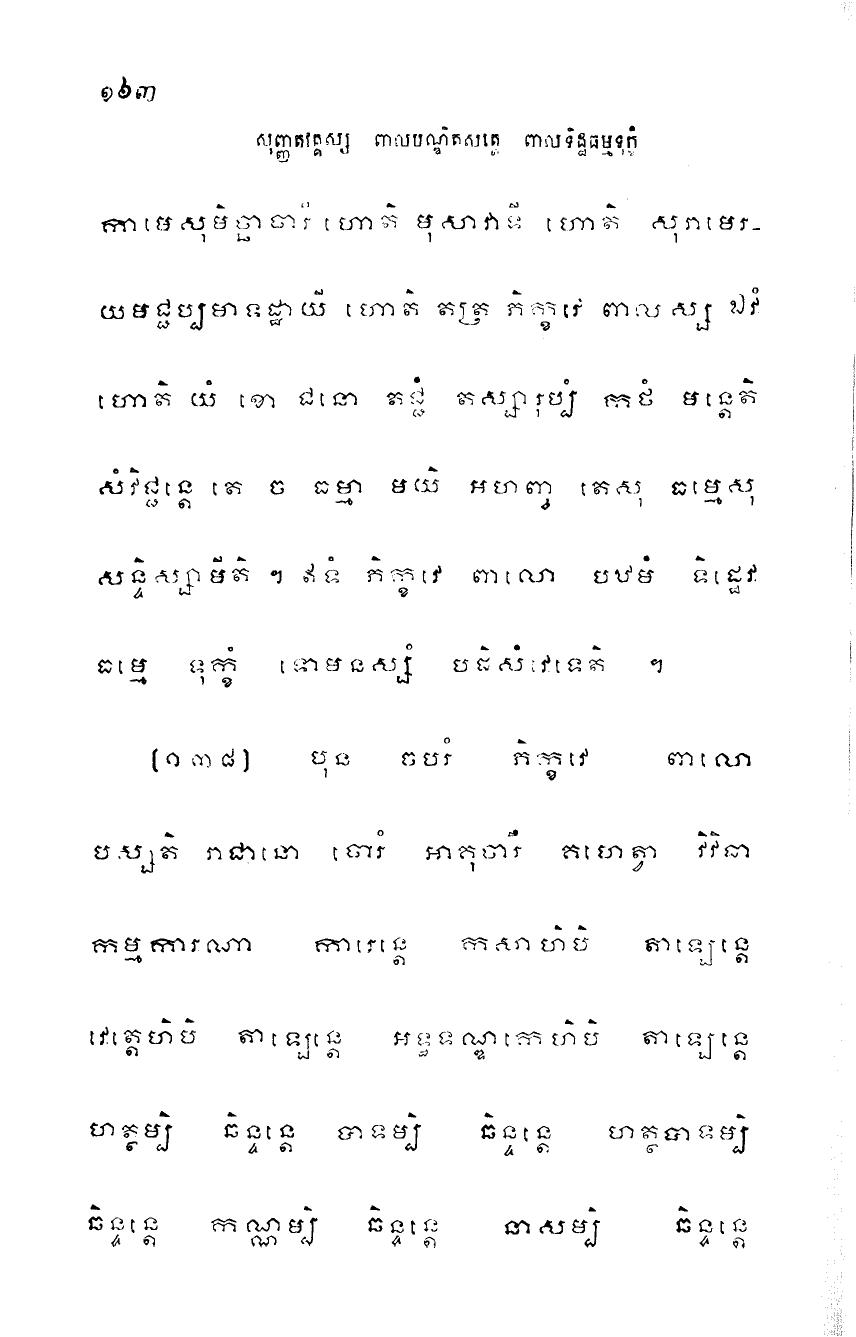 ១៦៣
សុញ្ញតវគ្គស្ស ពាលបណ្ឌិតសុត្តេ ពាលទិដ្ឋធម្មទុក្ខំ
កាមេសុមិច្ឆាចារី ហោតិ មុសាវាទី ហោតិ សុរាមេរ-
យមជ្ជប្បមាទដ្ឋាយី ហោតិ តត្រ ភិក្ខវេ ពាលស្ស ឯវំ
ហោតិ យំ ខោ ជនោ តជ្ជំ តស្សារុប្បំ កថំ មន្តេតិ
សំវិជ្ជន្តេ តេ ច ធម្មា មយិ អហញ្ច តេសុ ធម្មេសុ
សន្ទិស្សាមីតិ ។ ឥទំ ភិក្ខវេ ពាលោ បឋមំ ទិដ្ឋេវ
ធម្មេ ទុក្ខំ ទោមនស្សំ បដិសំវេទេតិ ។
[១៣៨] បុន ចបរំ ភិក្ខវេ ពាលោ
បស្សតិ រាជានោ ចោរំ អាគុចារឹ គហេត្វា វិវិធា
កម្មការណា ការេន្តេ កសាហិបិ តាឡេន្តេ
វេត្តេហិបិ តាឡេន្តេ អឌ្ឍទណ្ឌកេហិបិ តាឡេន្តេ
ហត្ថម្បិ ឆិន្ទន្តេ បាទម្បិ ឆិន្ទន្តេ ហត្ថបាទម្បិ
ឆិន្ទន្តេ កណ្ណម្បិ ឆិន្ទន្តេ នាសម្បិ ឆិន្ទន្តេ